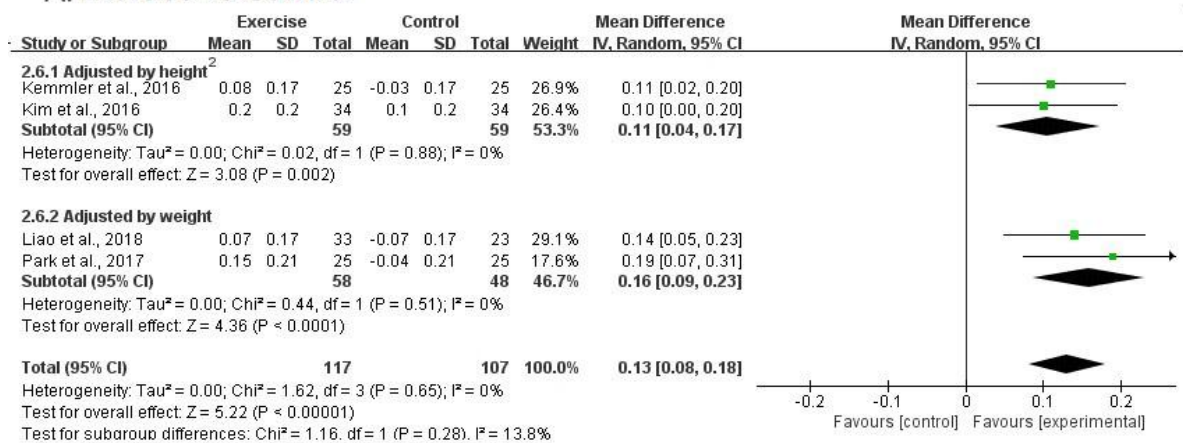 Exercise Control Mean Difference Mean Difference
Study or Subgroup Mean SD Total Mean SD Total Weight IV, Random, 95% CI IV, Random, 95% CI
2.6.1 Adjusted by height²
Kemmler et al., 2016 0.08 0.17 25 -0.03 0.17 25 26.9% 0.11 [0.02, 0.20]
Kim et al., 2016 0.2 0.2 34 0.1 0.2 34 26.4% 0.10 [0.00, 0.20]
Subtotal (95% CI) 59 59 53.3% 0.11 [0.04, 0.17]
Heterogeneity: Tau² = 0.00; Chi² = 0.02, df = 1 (P = 0.88); I² = 0%
Test for overall effect: Z = 3.08 (P = 0.002)
2.6.2 Adjusted by weight
Liao et al., 2018 0.07 0.17 33 -0.07 0.17 23 29.1% 0.14 [0.05, 0.23]
Park et al., 2017 0.15 0.21 25 -0.04 0.21 25 17.6% 0.19 [0.07, 0.31]
Subtotal (95% CI) 58 48 46.7% 0.16 [0.09, 0.23]
Heterogeneity: Tau² = 0.00; Chi² = 0.44, df = 1 (P = 0.51); I² = 0%
Test for overall effect: Z = 4.36 (P < 0.0001)
Total (95% CI) 117 107 100.0% 0.13 [0.08, 0.18]
Heterogeneity: Tau² = 0.00; Chi² = 1.62, df = 3 (P = 0.65); I² = 0%
Test for overall effect: Z = 5.22 (P < 0.00001)
Test for subgroup differences: Chi² = 1.16, df = 1 (P = 0.28), I² = 13.8%
-0.2 -0.1 0 0.1 0.2
Favours [control] Favours [experimental]